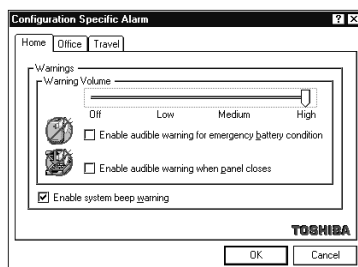 Configuration Specific Alarm
Home Office Travel
Warnings
Warning Volume
Off Low Medium High
Enable audible warning for emergency battery condition
Enable audible warning when panel closes
Enable system beep warning
TOSHIBA
OK Cancel